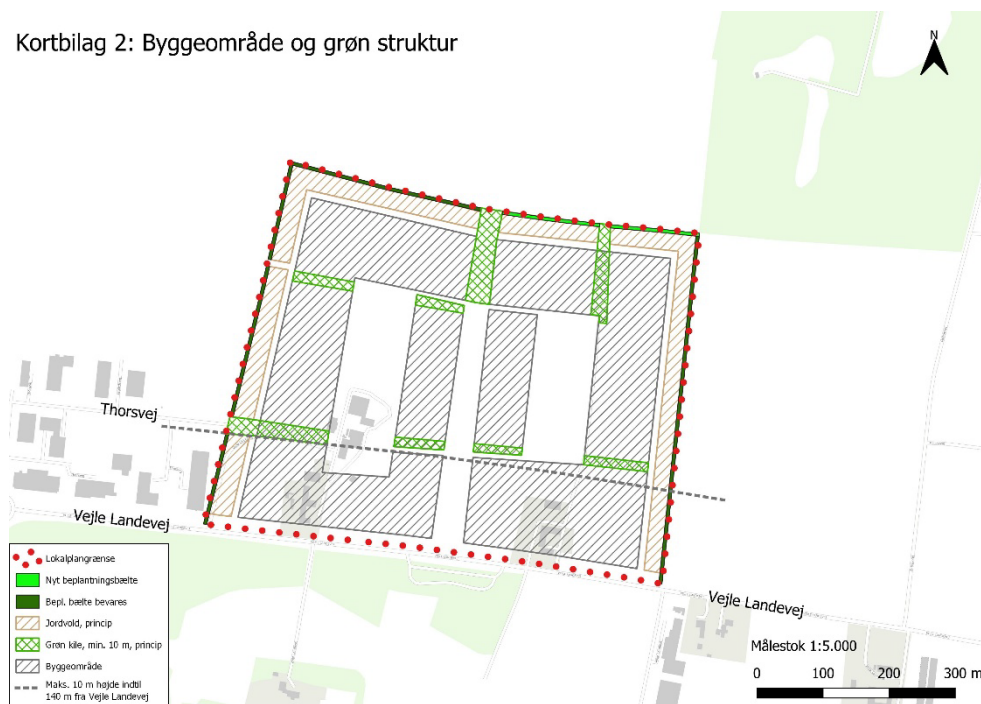 Kortbilag 2: Byggeområde og grøn struktur
N
Thorsvej
Vejle Landevej
Vejle Landevej
Lokalplangrænse
Nyt beplantningsbælte
Bepl. bælte bevares
Jordvold, princip
Grøn kile, min. 10 m, princip
Byggeområde
Maks. 10 m højde indtil
140 m fra Vejle Landevej
Målestok 1:5.000
0 100 200 300 m